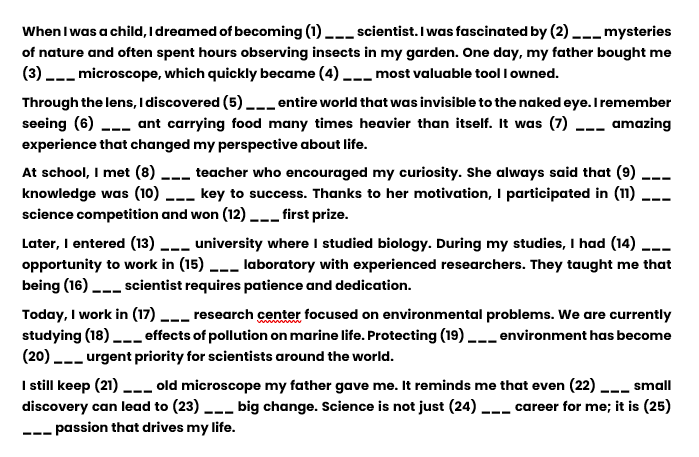 When I was a child, I dreamed of becoming (1) ___ scientist. I was fascinated by (2) ___ mysteries
of nature and often spent hours observing insects in my garden. One day, my father bought me
(3) ___ microscope, which quickly became (4) ___ most valuable tool I owned.
Through the lens, I discovered (5) ___ entire world that was invisible to the naked eye. I remember
seeing (6) ___ ant carrying food many times heavier than itself. It was (7) ___ amazing
experience that changed my perspective about life.
At school, I met (8) ___ teacher who encouraged my curiosity. She always said that (9) ___
knowledge was (10) ___ key to success. Thanks to her motivation, I participated in (11) ___
science competition and won (12) ___ first prize.
Later, I entered (13) ___ university where I studied biology. During my studies, I had (14) ___
opportunity to work in (15) ___ laboratory with experienced researchers. They taught me that
being (16) ___ scientist requires patience and dedication.
Today, I work in (17) ___ research center focused on environmental problems. We are currently
studying (18) ___ effects of pollution on marine life. Protecting (19) ___ environment has become
(20) ___ urgent priority for scientists around the world.
I still keep (21) ___ old microscope my father gave me. It reminds me that even (22) ___ small
discovery can lead to (23) ___ big change. Science is not just (24) ___ career for me; it is (25)
___ passion that drives my life.